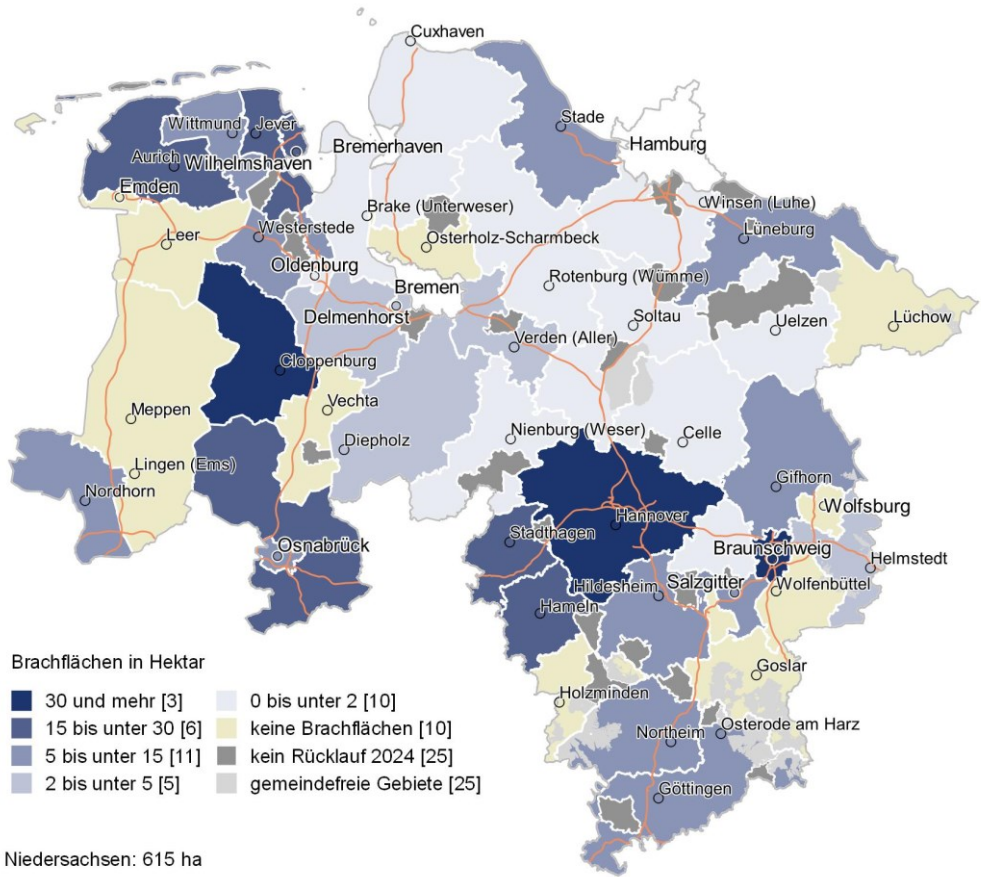 Cuxhaven
Stade
Hamburg
Wittmund
Jever
Bremerhaven
Aurich
Wilhelmshaven
Emden
Winsen (Luhe)
Brake (Unterweser)
Lüneburg
Leer
Westerstede
Osterholz-Scharmbeck
Oldenburg
Rotenburg (Wümme)
Bremen
Delmenhorst
Soltau
Uelzen
Lüchow
Verden (Aller)
Cloppenburg
Vechta
Meppen
Diepholz
Nienburg (Weser)
Celle
Lingen (Ems)
Gifhorn
Nordhorn
Wolfsburg
Hannover
Stadthagen
Osnabrück
Braunschweig
Helmstedt
Hildesheim
Salzgitter
Wolfenbüttel
Hameln
Goslar
Holzminden
Osterode am Harz
Northeim
Göttingen
Brachflächen in Hektar
30 und mehr [3]
15 bis unter 30 [6]
5 bis unter 15 [11]
2 bis unter 5 [5]
0 bis unter 2 [10]
keine Brachflächen [10]
kein Rücklauf 2024 [25]
gemeindefreie Gebiete [25]
Niedersachsen: 615 ha